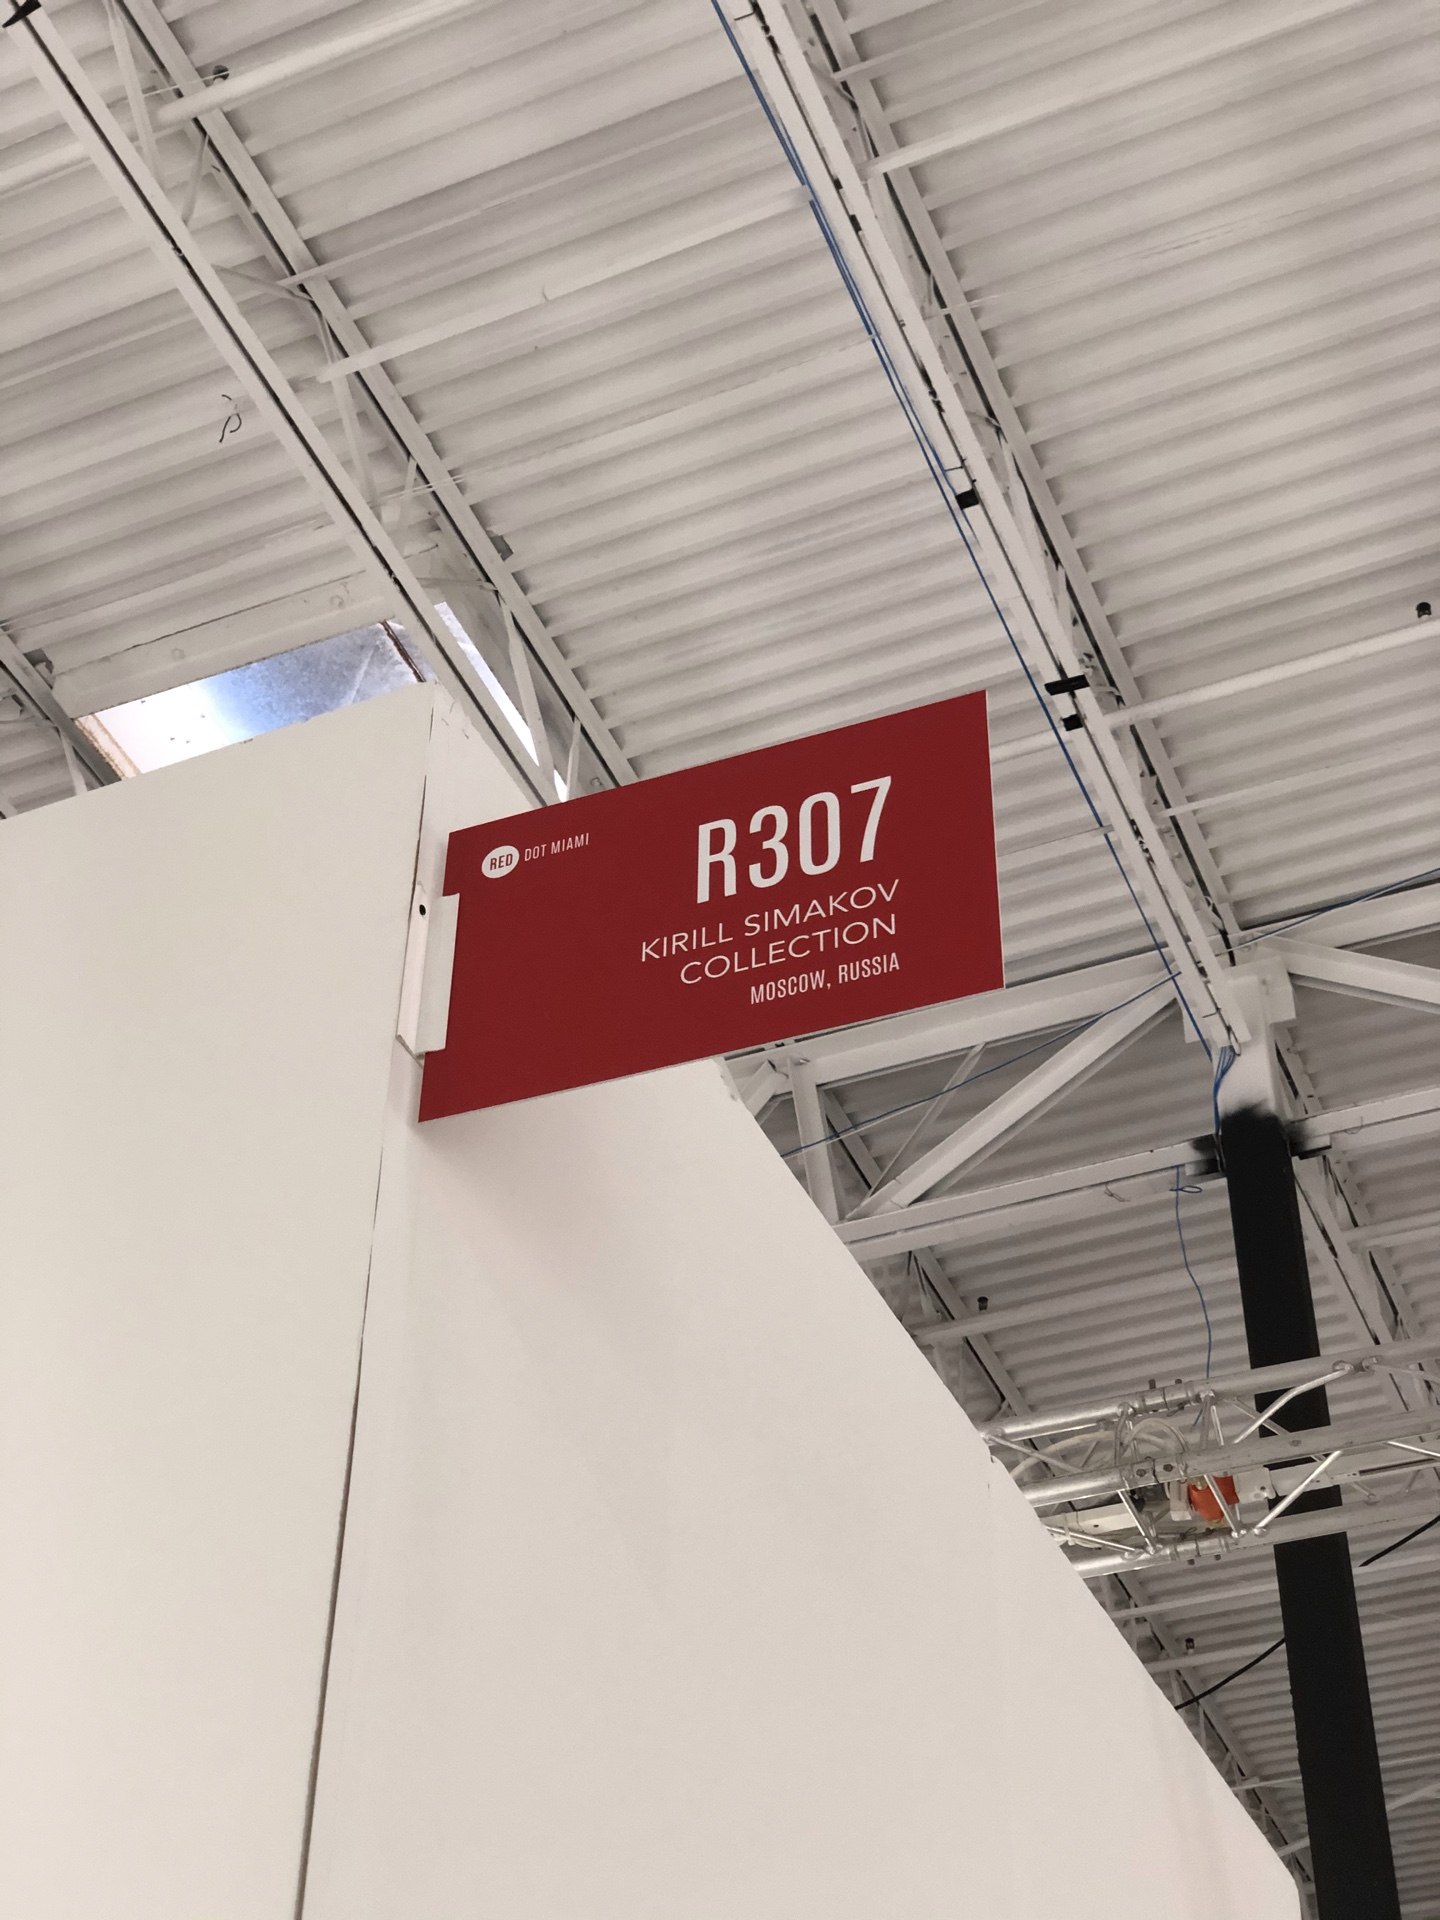 RED DOT MIAMI
R307
KIRILL SIMAKOV
COLLECTION
MOSCOW, RUSSIA